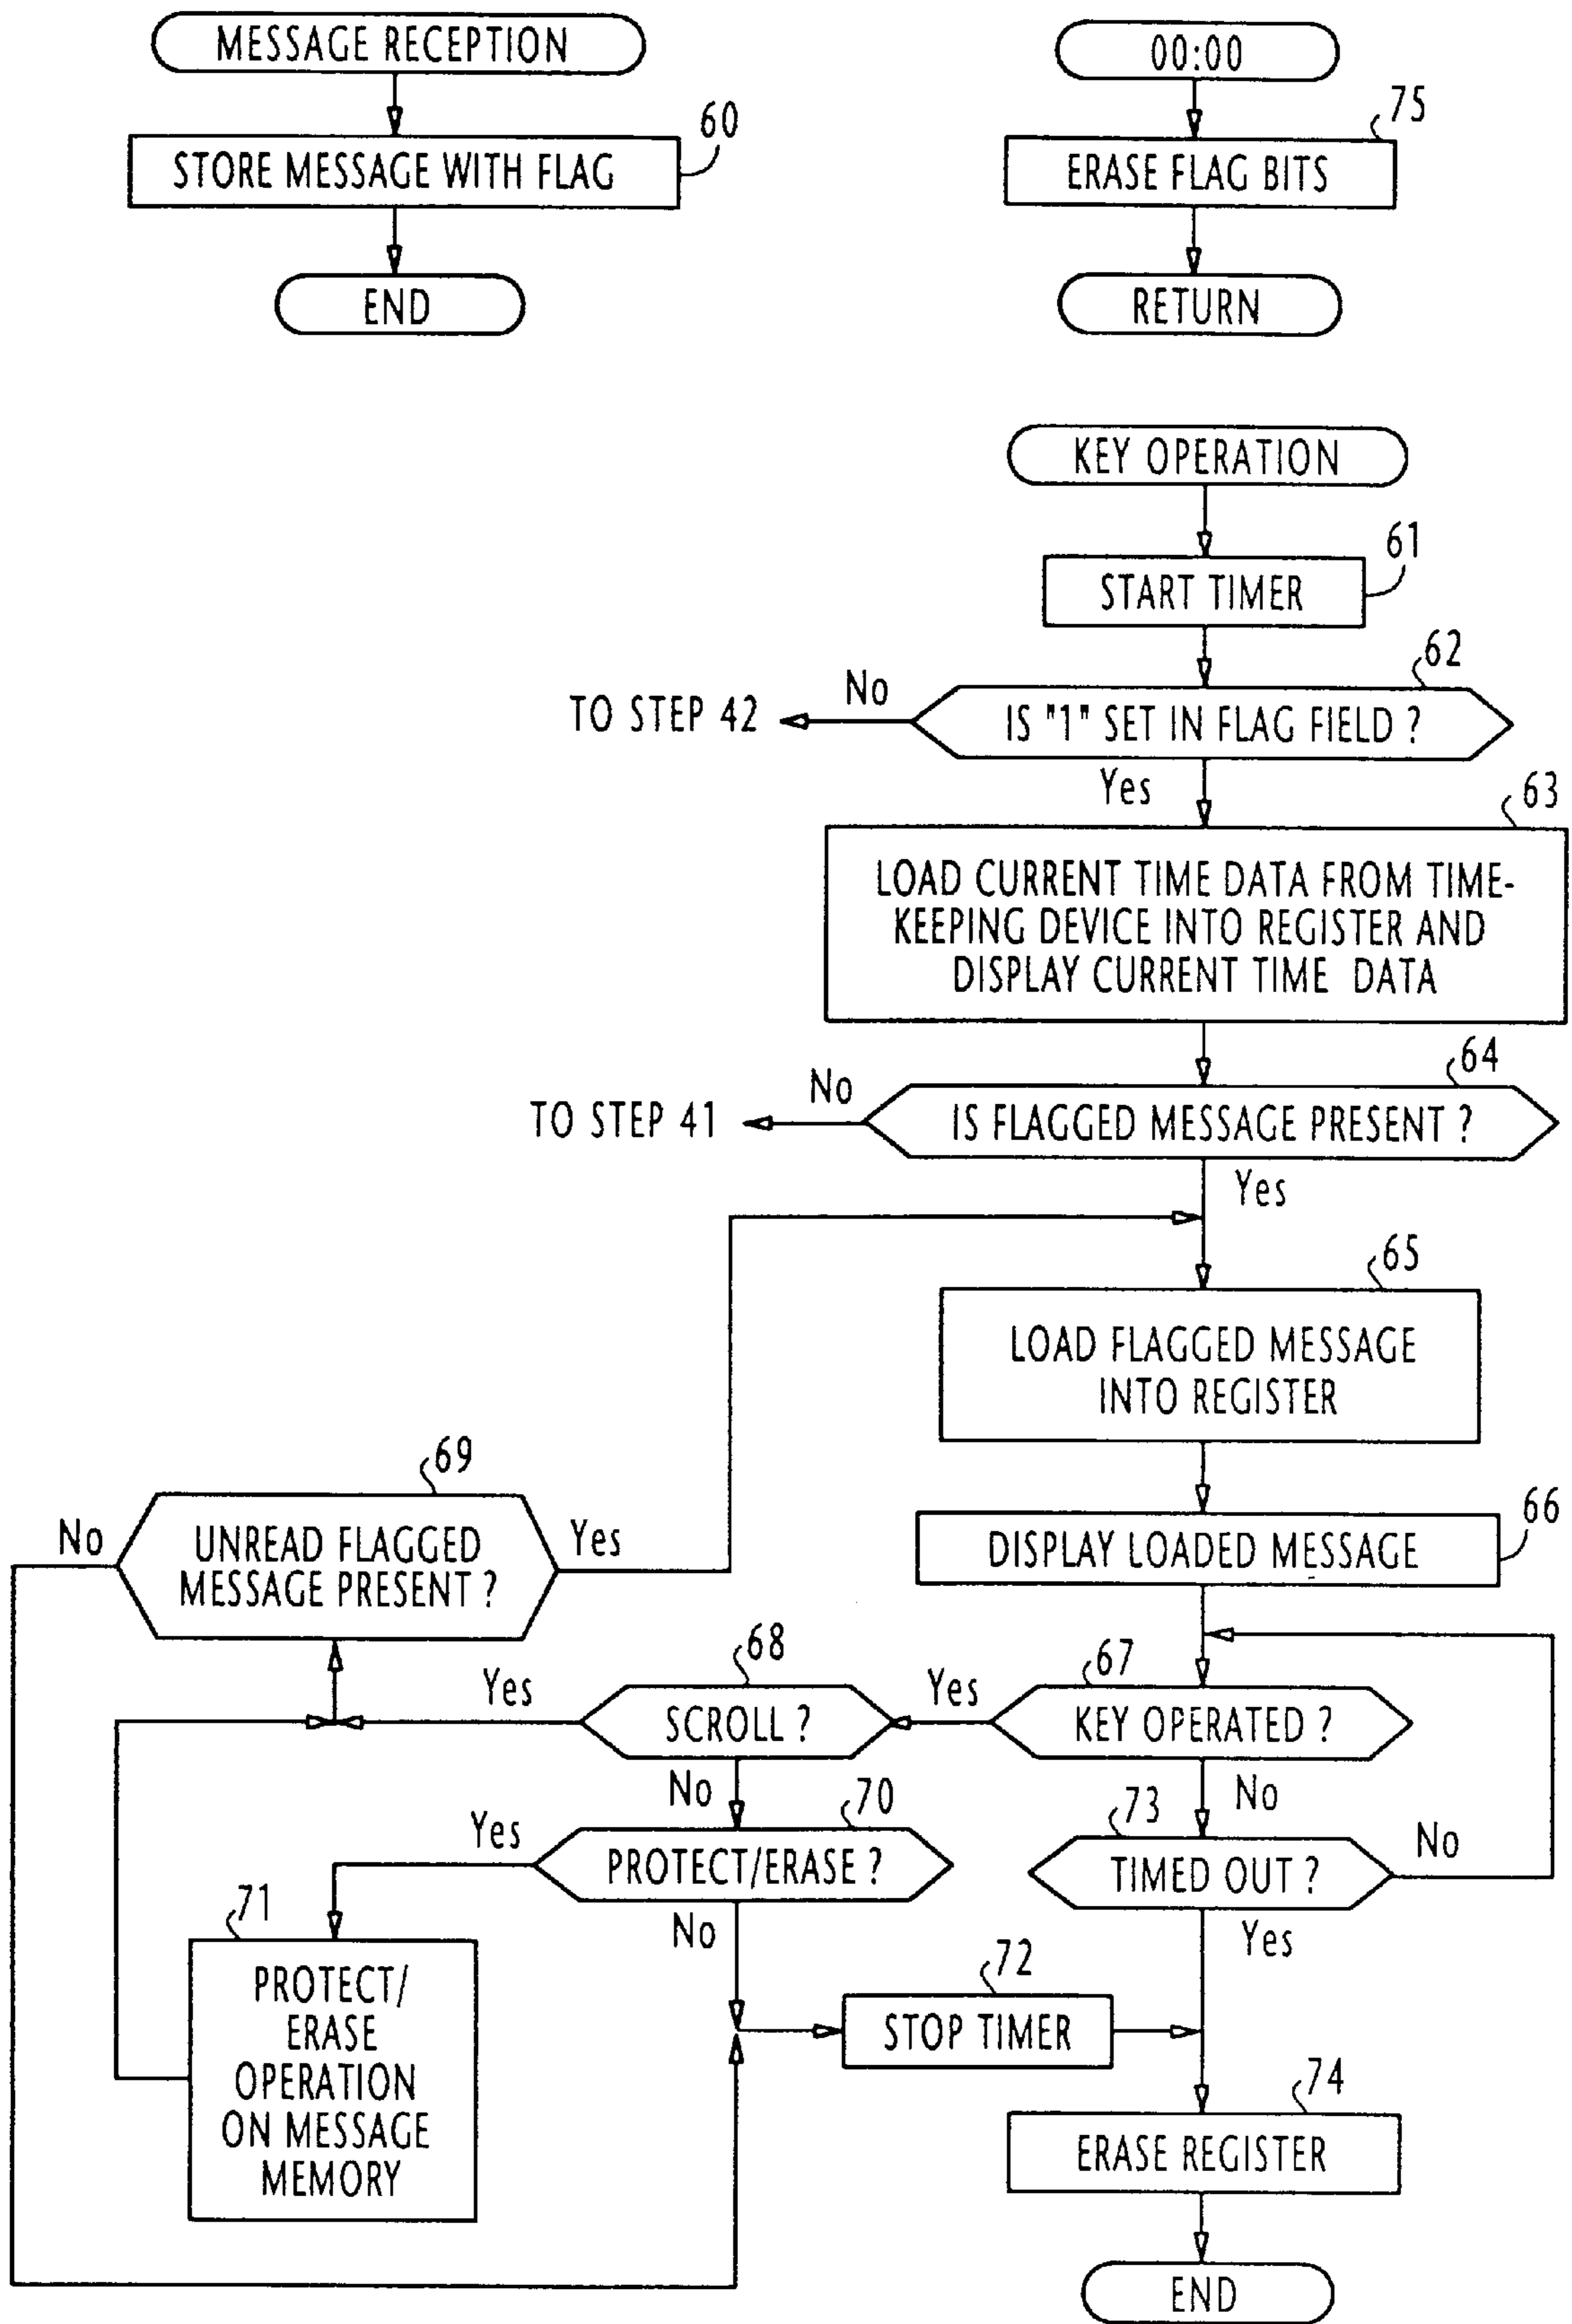 MESSAGE RECEPTION
60
STORE MESSAGE WITH FLAG
END
00:00
75
ERASE FLAG BITS
RETURN
KEY OPERATION
61
START TIMER
62
No
TO STEP 42
IS "1" SET IN FLAG FIELD ?
Yes
63
LOAD CURRENT TIME DATA FROM TIME-
KEEPING DEVICE INTO REGISTER AND
DISPLAY CURRENT TIME DATA
64
No
TO STEP 41
IS FLAGGED MESSAGE PRESENT ?
Yes
65
LOAD FLAGGED MESSAGE
INTO REGISTER
66
DISPLAY LOADED MESSAGE
69
No
UNREAD FLAGGED
MESSAGE PRESENT ?
Yes
68
Yes
SCROLL ?
No
67
Yes
KEY OPERATED ?
No
70
Yes
PROTECT/ERASE ?
No
73
TIMED OUT ?
No
Yes
71
PROTECT/
ERASE
OPERATION
ON MESSAGE
MEMORY
72
STOP TIMER
74
ERASE REGISTER
END